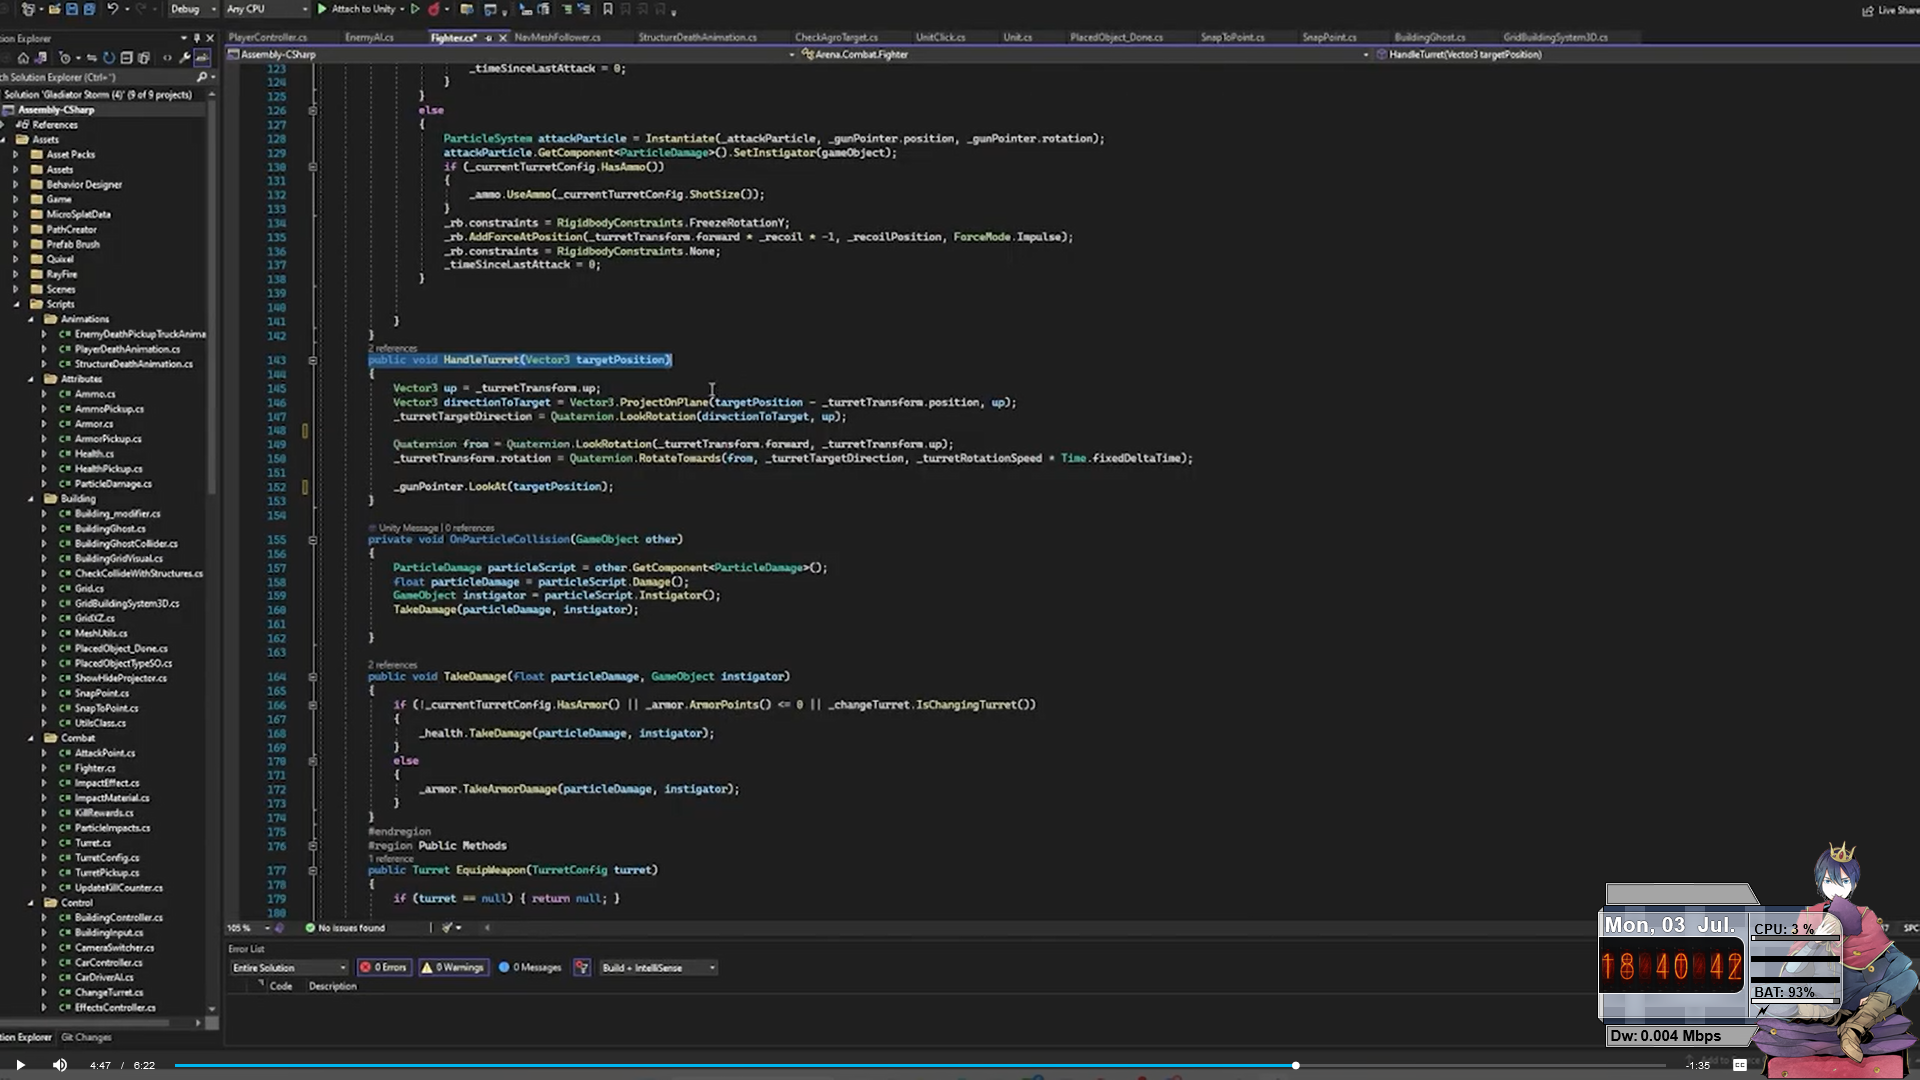 Debug
Any CPU
Attach to Unity
Live Share
tion Explorer
PlayerController.cs
EnemyAI.cs
Fighter.cs*
NavMeshFollower.cs
StructureDeathAnimation.cs
CheckAgroTarget.cs
UnitClick.cs
Unit.cs
PlacedObject_Done.cs
SnapToPoint.cs
SnapPoint.cs
BuildingGhost.cs
GridBuildingSystem3D.cs
Assembly-CSharp
Arena.Combat.Fighter
HandleTurret(Vector3 targetPosition)
ch Solution Explorer (Ctrl+")
Solution 'Gladiator Storm (4)' (9 of 9 projects)
Assembly-CSharp
References
Assets
Asset Packs
Assets
Behavior Designer
Game
MicroSplatData
PathCreator
Prefab Brush
Quixel
RayFire
Scenes
Scripts
Animations
EnemyDeathPickupTruckAnima
PlayerDeathAnimation.cs
StructureDeathAnimation.cs
Attributes
Ammo.cs
AmmoPickup.cs
Armor.cs
ArmorPickup.cs
Health.cs
HealthPickup.cs
ParticleDamage.cs
Building
Building_modifier.cs
BuildingGhost.cs
BuildingGhostCollider.cs
BuildingGridVisual.cs
CheckCollideWithStructures.cs
Grid.cs
GridBuildingSystem3D.cs
GridXZ.cs
MeshUtils.cs
PlacedObject_Done.cs
PlacedObjectTypeSO.cs
ShowHideProjector.cs
SnapPoint.cs
SnapToPoint.cs
UtilsClass.cs
Combat
AttackPoint.cs
Fighter.cs
ImpactEffect.cs
ImpactMaterial.cs
KillRewards.cs
ParticleImpacts.cs
Turret.cs
TurretConfig.cs
TurretPickup.cs
UpdateKillCounter.cs
Control
BuildingController.cs
BuildingInput.cs
CameraSwitcher.cs
CarController.cs
CarDriverAI.cs
ChangeTurret.cs
EffectsController.cs
tion Explorer
Git Changes
123 _timeSinceLastAttack = 0;
124 }
125 }
126 else
127 {
128 ParticleSystem attackParticle = Instantiate(_attackParticle, _gunPointer.position, _gunPointer.rotation);
129 attackParticle.GetComponent<ParticleDamage>().SetInstigator(gameObject);
130 if (_currentTurretConfig.HasAmmo())
131 {
132 _ammo.UseAmmo(_currentTurretConfig.ShotSize());
133 }
134 _rb.constraints = RigidbodyConstraints.FreezeRotationY;
135 _rb.AddForceAtPosition(_turretTransform.forward * _recoil * -1, _recoilPosition, ForceMode.Impulse);
136 _rb.constraints = RigidbodyConstraints.None;
137 _timeSinceLastAttack = 0;
138 }
139
140
141 }
142 }
2 references
143 public void HandleTurret(Vector3 targetPosition)
144 {
145 Vector3 up = _turretTransform.up;
146 Vector3 directionToTarget = Vector3.ProjectOnPlane(targetPosition - _turretTransform.position, up);
147 _turretTargetDirection = Quaternion.LookRotation(directionToTarget, up);
148
149 Quaternion from = Quaternion.LookRotation(_turretTransform.forward, _turretTransform.up);
150 _turretTransform.rotation = Quaternion.RotateTowards(from, _turretTargetDirection, _turretRotationSpeed * Time.fixedDeltaTime);
151
152 _gunPointer.LookAt(targetPosition);
153 }
154
Unity Message | 0 references
155 private void OnParticleCollision(GameObject other)
156 {
157 ParticleDamage particleScript = other.GetComponent<ParticleDamage>();
158 float particleDamage = particleScript.Damage();
159 GameObject instigator = particleScript.Instigator();
160 TakeDamage(particleDamage, instigator);
161
162 }
163
2 references
164 public void TakeDamage(float particleDamage, GameObject instigator)
165 {
166 if (!_currentTurretConfig.HasArmor() || _armor.ArmorPoints() <= 0 || _changeTurret.IsChangingTurret())
167 {
168 _health.TakeDamage(particleDamage, instigator);
169 }
170 else
171 {
172 _armor.TakeArmorDamage(particleDamage, instigator);
173 }
174 }
175 #endregion
176 #region Public Methods
1 reference
177 public Turret EquipWeapon(TurretConfig turret)
178 {
179 if (turret == null) { return null; }
180
105 %
No issues found
SPC
Error List
Entire Solution
0 Errors
0 Warnings
0 Messages
Build + IntelliSense
Code
Description
Mon, 03 Jul.
18 40 42
CPU: 3 %
BAT: 93%
Dw: 0.004 Mbps
4:47 / 6:22
-1:35
CC